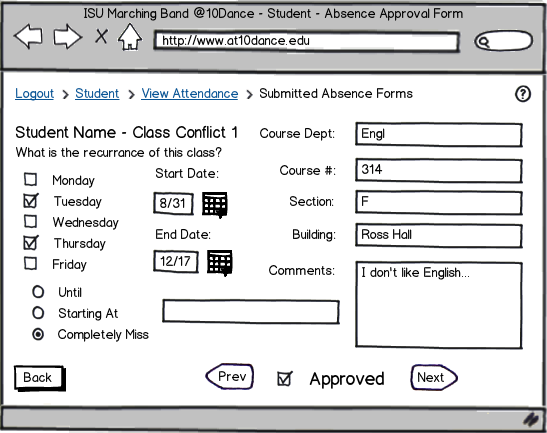 ISU Marching Band @10Dance - Student - Absence Approval Form
http://www.at10dance.edu
Logout > Student > View Attendance > Submitted Absence Forms
?
Student Name - Class Conflict 1
What is the recurrance of this class?
Monday
Tuesday
Wednesday
Thursday
Friday
Until
Starting At
Completely Miss
Start Date:
8/31
End Date:
12/17
Course Dept: Engl
Course #: 314
Section: F
Building: Ross Hall
Comments: I don't like English...
Back
Prev
Approved
Next